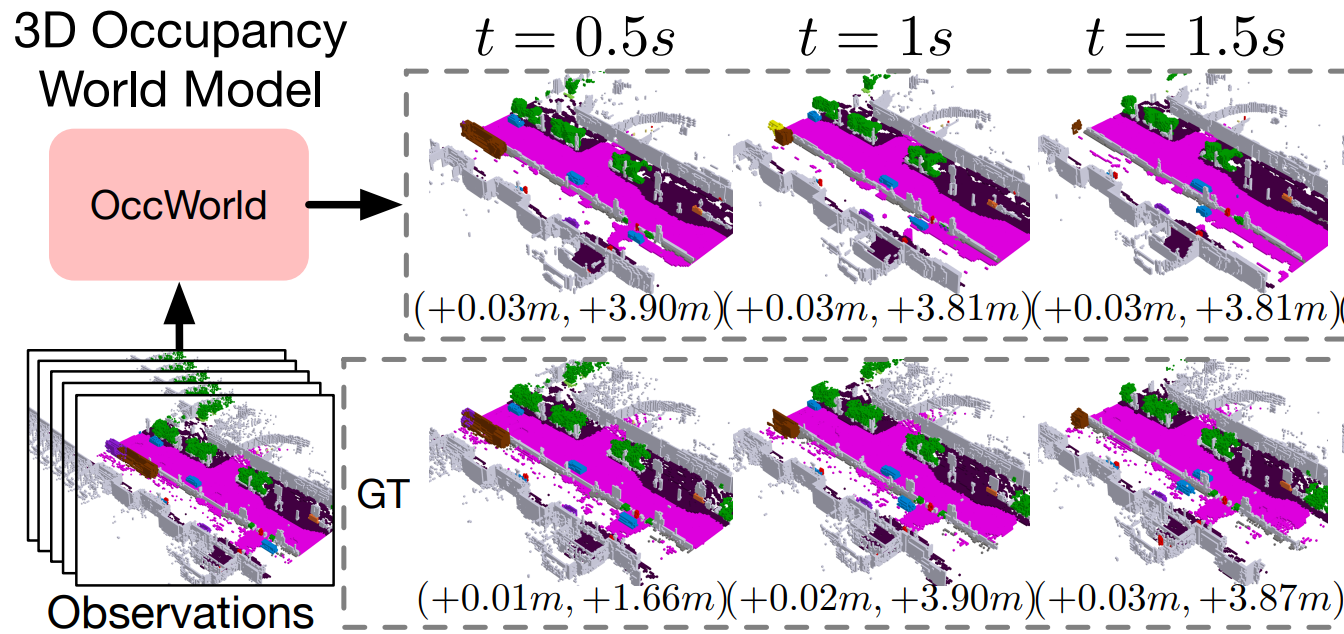 3D Occupancy
World Model
OccWorld
Observations
t = 0.5s
t = 1s
t = 1.5s
(+0.03m, +3.90m)
(+0.03m, +3.81m)
(+0.03m, +3.81m)
GT
(+0.01m, +1.66m)
(+0.02m, +3.90m)
(+0.03m, +3.87m)